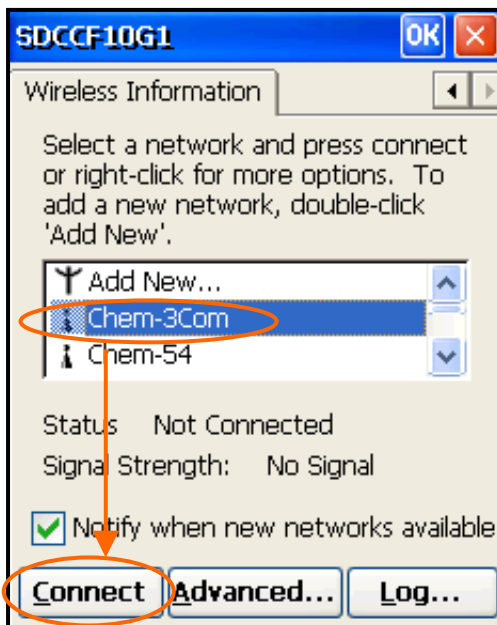 SDCCF10G1 OK
Wireless Information
Select a network and press connect
or right-click for more options. To
add a new network, double-click
'Add New'.
Add New...
Chem-3Com
Chem-54
Status Not Connected
Signal Strength: No Signal
Notify when new networks available
Connect Advanced... Log...